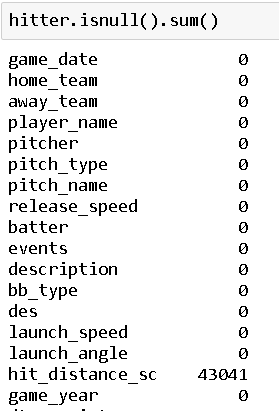 hitter.isnull().sum()
game_date 0
home_team 0
away_team 0
player_name 0
pitcher 0
pitch_type 0
pitch_name 0
release_speed 0
batter 0
events 0
description 0
bb_type 0
des 0
launch_speed 0
launch_angle 0
hit_distance_sc 43041
game_year 0